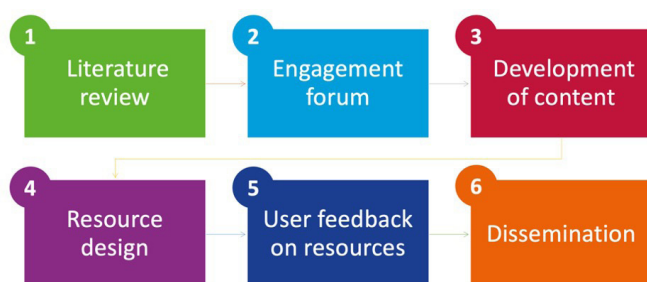 1
Literature
review
2
Engagement
forum
3
Development
of content
4
Resource
design
5
User feedback
on resources
6
Dissemination